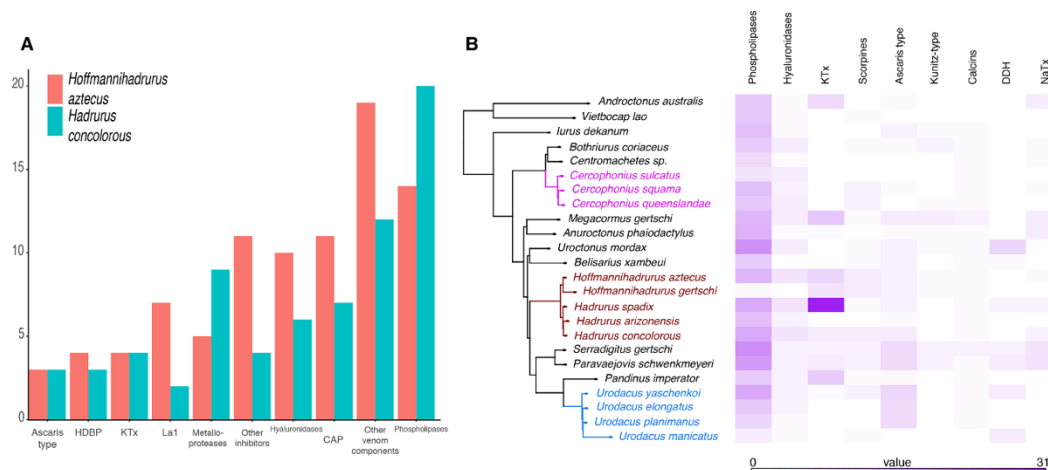 A
Hoffmannihadrurus
aztecus
Hadrurus
concolorous
20
15
10
5
0
Ascaris
type
HDBP
KTx
La1
Metallo-
proteases
Other
inhibitors
Hyaluronidases
CAP
Other
venom
components
Phospholipases
B
Phospholipases
Hyaluronidases
KTx
Scorpines
Ascaris type
Kunitz-type
Calcins
DDH
NaTx
Androctonus australis
Vietbocap lao
Iurus dekanum
Bothriurus coriaceus
Centromachetes sp.
Cercophonius sulcatus
Cercophonius squama
Cercophonius queenslandae
Megacormus gertschi
Anuroctonus phaiodactylus
Uroctonus mordax
Belisarius xambeui
Hoffmannihadrurus aztecus
Hoffmannihadrurus gertschi
Hadrurus spadix
Hadrurus arizonensis
Hadrurus concolorous
Serradigitus gertschi
Paravaejovis schwenkmeyeri
Pandinus imperator
Urodacus yaschenkoi
Urodacus elongatus
Urodacus planimanus
Urodacus manicatus
0 value 31